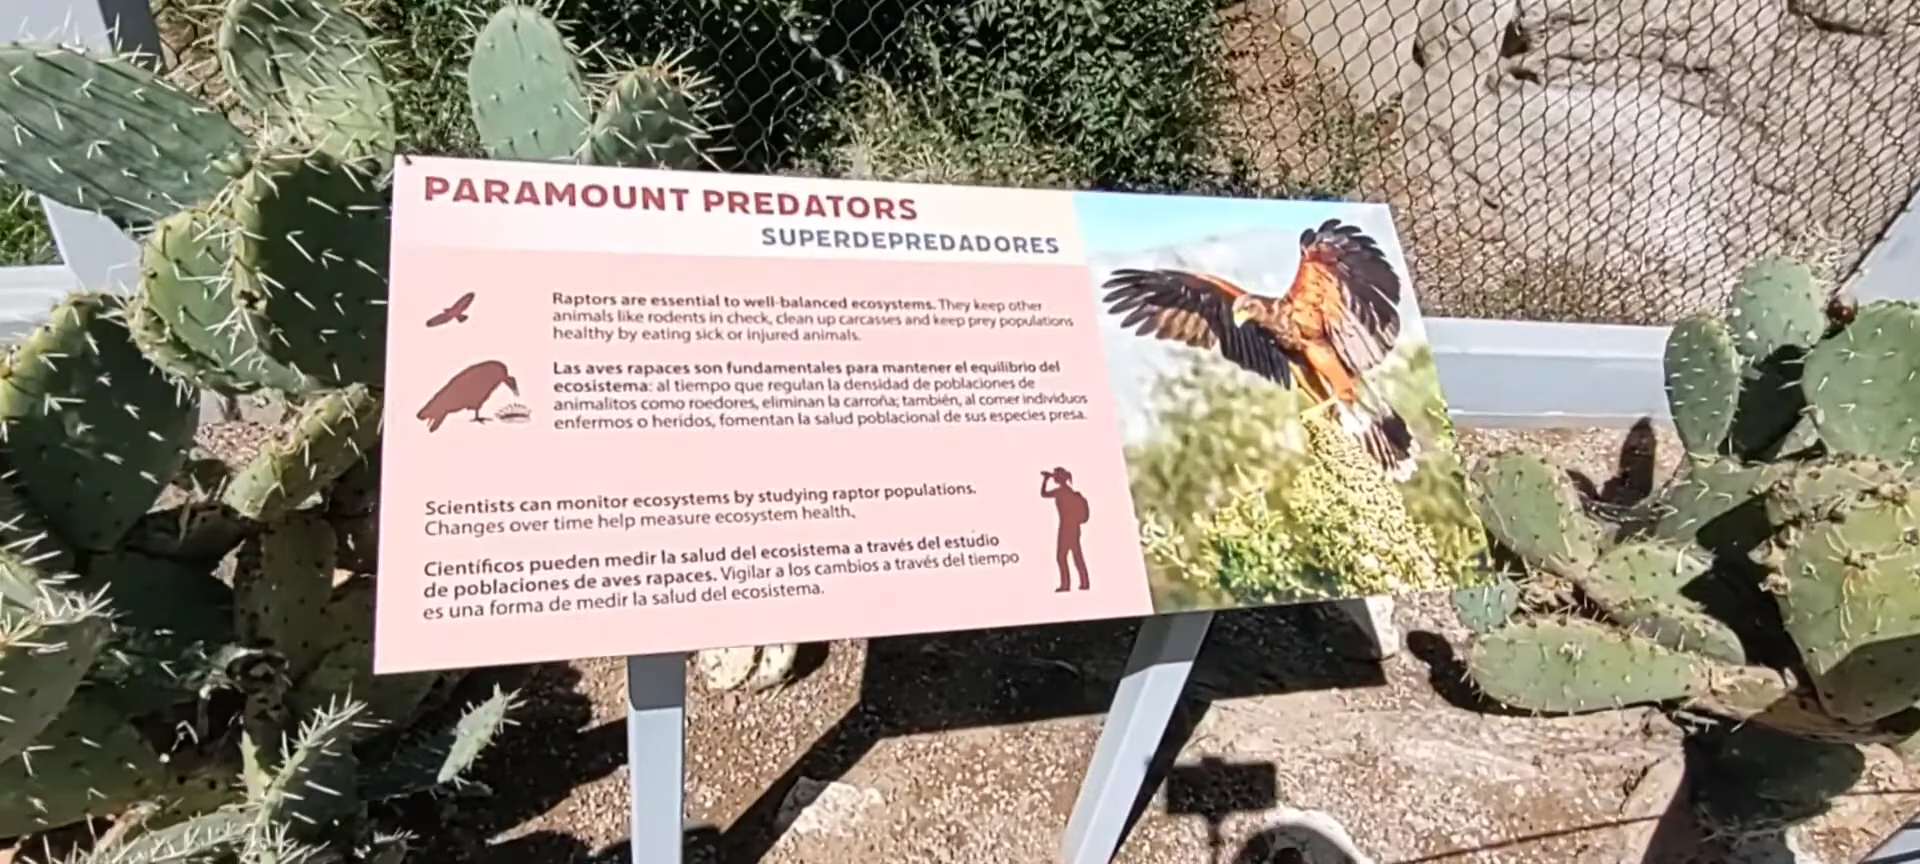 PARAMOUNT PREDATORS
SUPERDEPREDADORES
Raptors are essential to well-balanced ecosystems. They keep other
animals like rodents in check, clean up carcasses and keep prey populations
healthy by eating sick or injured animals.
Las aves rapaces son fundamentales para mantener el equilibrio del
ecosistema: al tiempo que regulan la densidad de poblaciones de
animalitos como roedores, eliminan la carroña; también, al comer individuos
enfermos o heridos, fomentan la salud poblacional de sus especies presa.
Scientists can monitor ecosystems by studying raptor populations.
Changes over time help measure ecosystem health.
Científicos pueden medir la salud del ecosistema a través del estudio
de poblaciones de aves rapaces. Vigilar a los cambios a través del tiempo
es una forma de medir la salud del ecosistema.